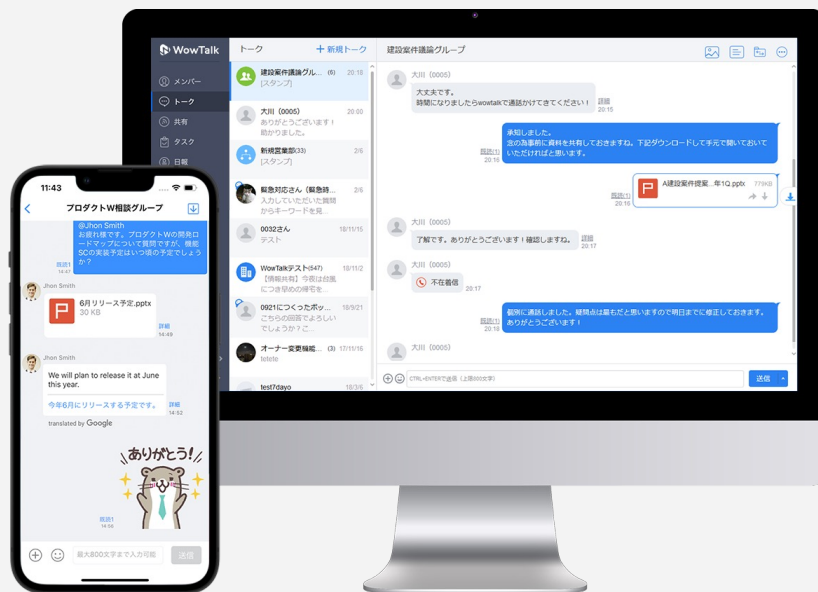 WowTalk
メンバー
トーク
共有
タスク
日報
トーク
＋新規トーク
建設案件議論グル... (6) 20:18
[スタンプ]
大川（0005） 20:00
ありがとうございます！
助かりました。
新規営業部(33) 2/6
[スタンプ]
緊急対応さん（緊急時... 2/6
入力していただいた質問
からキーワードを見...
0032さん 18/11/15
テスト
WowTalkテスト(547) 18/11/2
【情報共有】今夜は台風
につき早めの帰宅を...
0921につくったボッ... 18/9/21
こちらの回答でよろしい
でしょうか？こ...
オーナー変更機能... (3) 17/11/16
tetete
test7dayo 18/3/6
建設案件議論グループ
大川（0005）
大丈夫です。
時間になりましたらwowtalkで通話かけてきてください！
詳細
20:15
承知しました。
念の為事前に資料を共有しておきますね。下記ダウンロードして手元で開いておいて
いただければと思います。
既読(1)
20:16
A建設案件提案...年1Q.pptx 779KB
既読(1)
20:19
大川（0005）
了解です。ありがとうございます！確認しますね。
詳細
20:17
大川（0005）
不在着信
20:17
個別に通話しました。疑問点は最もだと思いますので明日までに修正しておきます。
ありがとうございます！
既読(1)
20:19
大川（0005）
CTRL+ENTERで送信（上限800文字）
送信
11:43
プロダクトW相談グループ
@Jhon Smith
お疲れ様です。プロダクトWの開発ロ
ードマップについて質問ですが、機能
SCの実装予定はいつ頃の予定でしょう
か？
既読1
14:47
Jhon Smith
P
6月リリース予定.pptx
30 KB
詳細
14:49
Jhon Smith
We will plan to release it at June
this year.
今年6月にリリースする予定です。
詳細
14:52
translated by Google
ありがとう!
既読1
14:56
最大800文字まで入力可能
送信